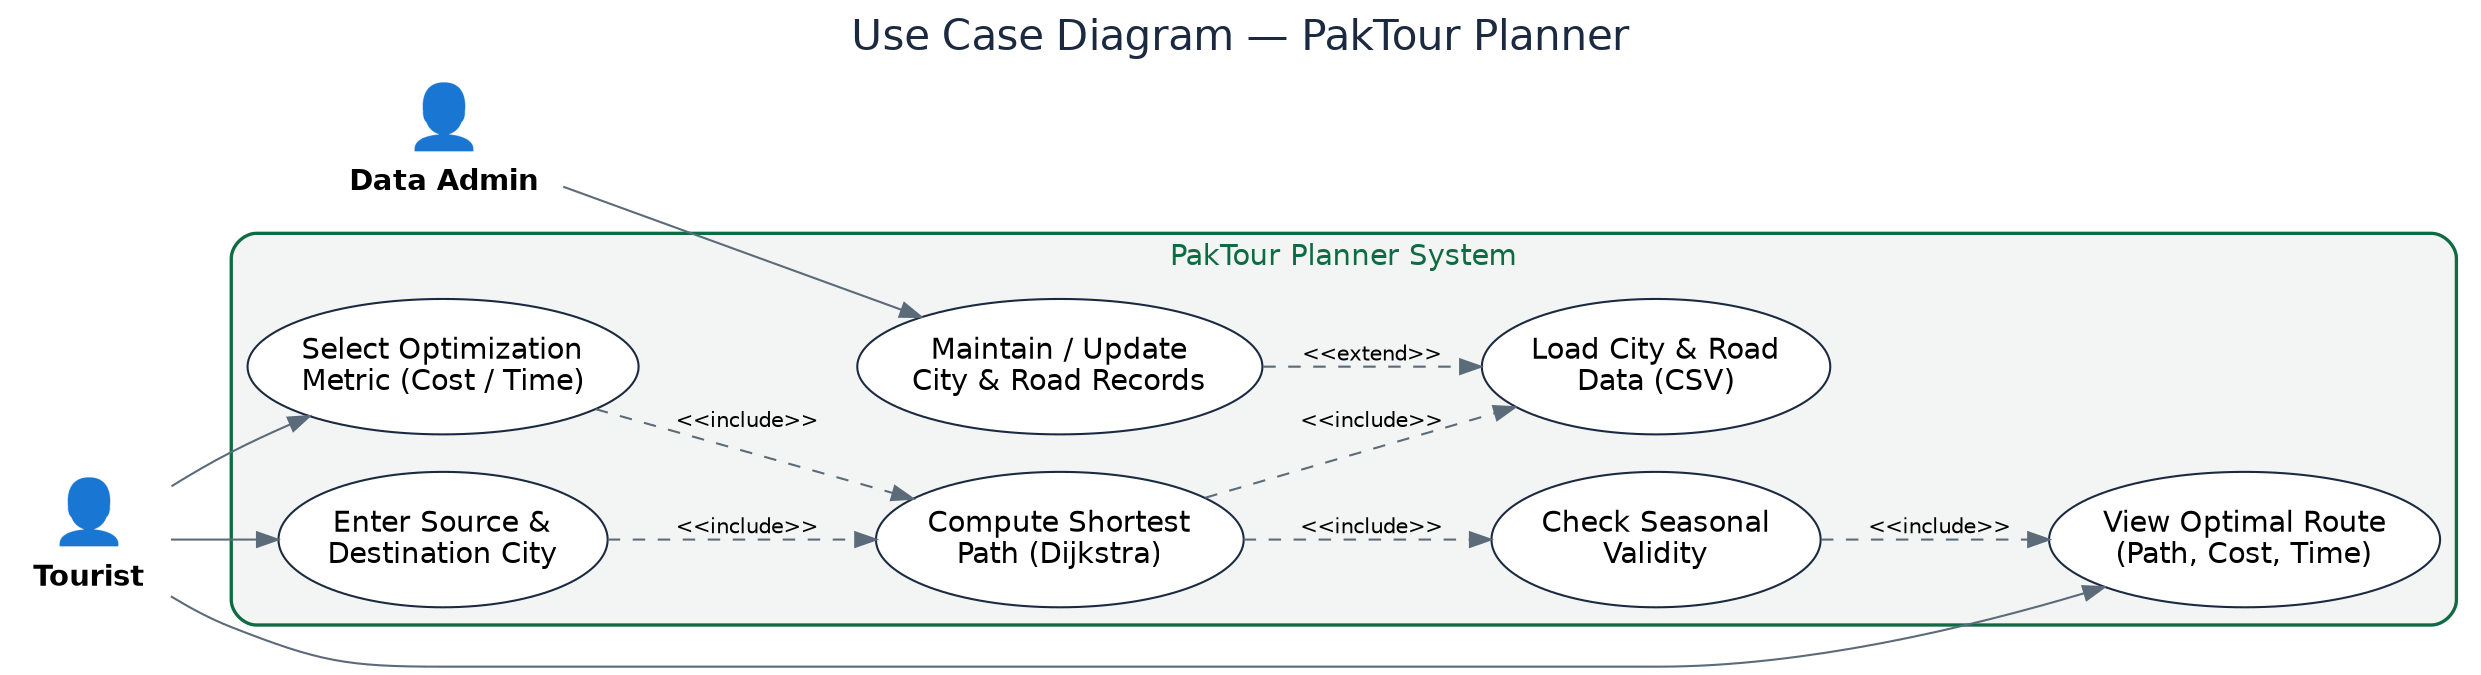 Use Case Diagram — PakTour Planner
Data Admin
PakTour Planner System
Select Optimization
Metric (Cost / Time)
Maintain / Update
City & Road Records
<<extend>>
Load City & Road
Data (CSV)
<<include>>
<<include>>
Tourist
Enter Source &
Destination City
<<include>>
Compute Shortest
Path (Dijkstra)
<<include>>
Check Seasonal
Validity
<<include>>
View Optimal Route
(Path, Cost, Time)